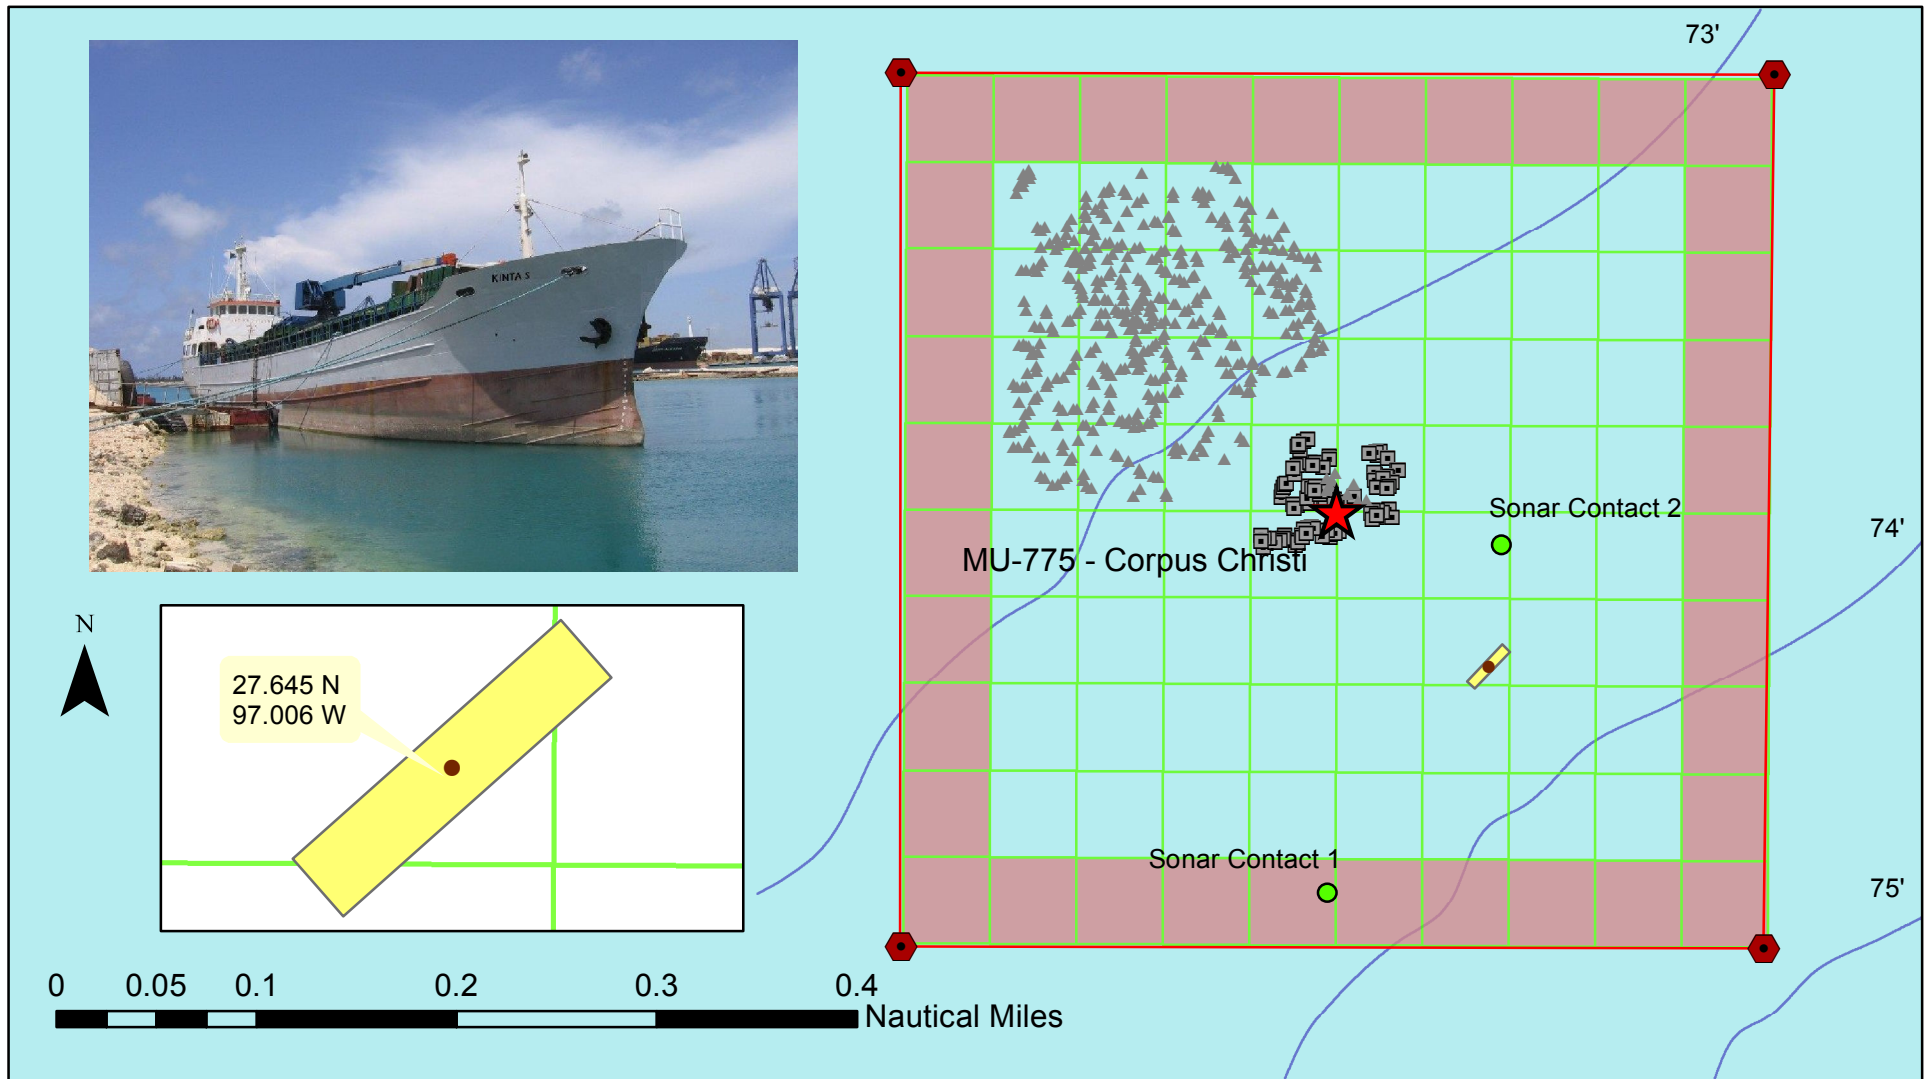 73'
KINTA S
Sonar Contact 2
74'
MU-775 - Corpus Christi
N
27.645 N
97.006 W
Sonar Contact 1
75'
0 0.05 0.1 0.2 0.3 0.4
Nautical Miles